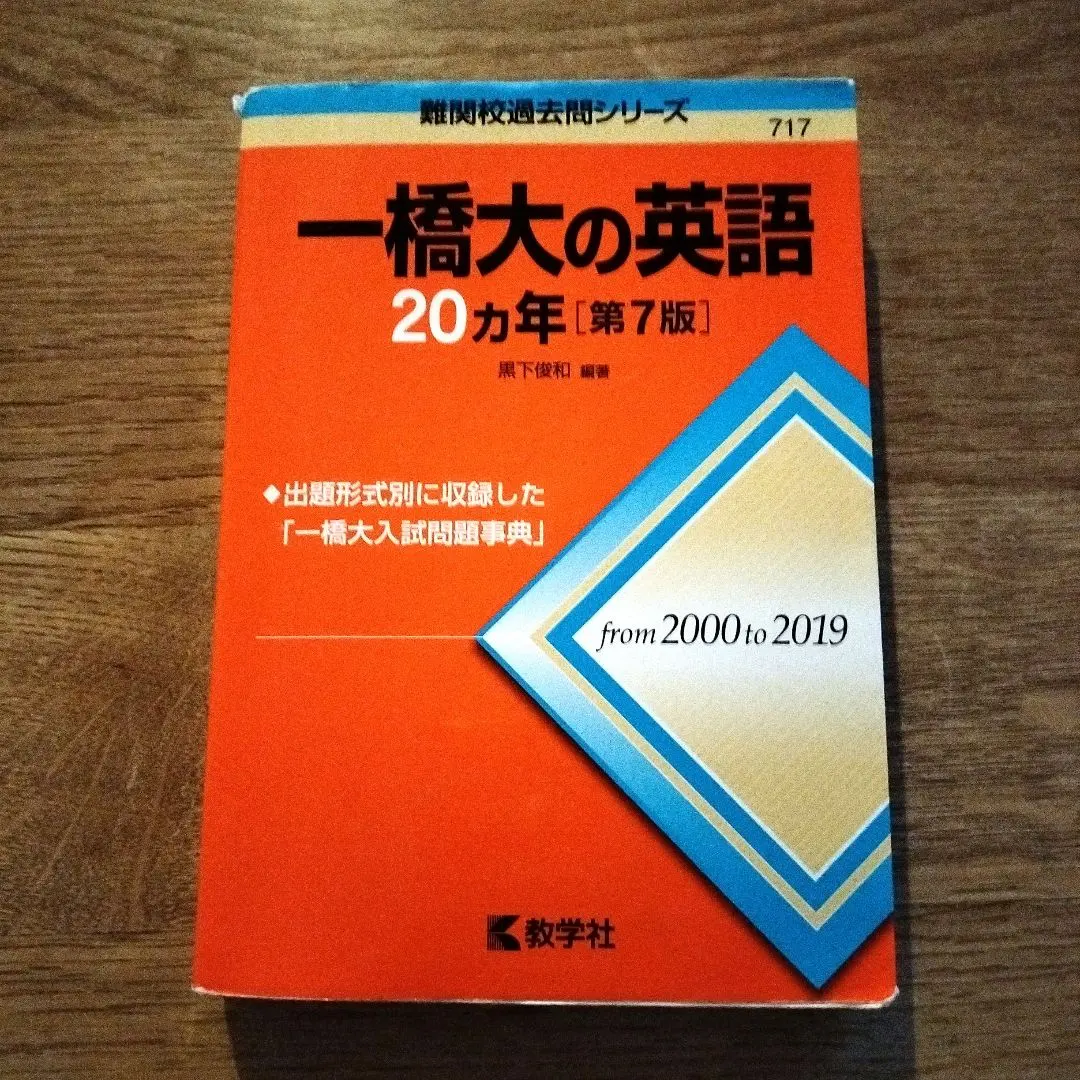 難関校過去問シリーズ
717
一橋大の英語
20ヵ年[第7版]
黒下俊和 編著
◆出題形式別に収録した
「一橋大入試問題事典」
from 2000 to 2019
教学社